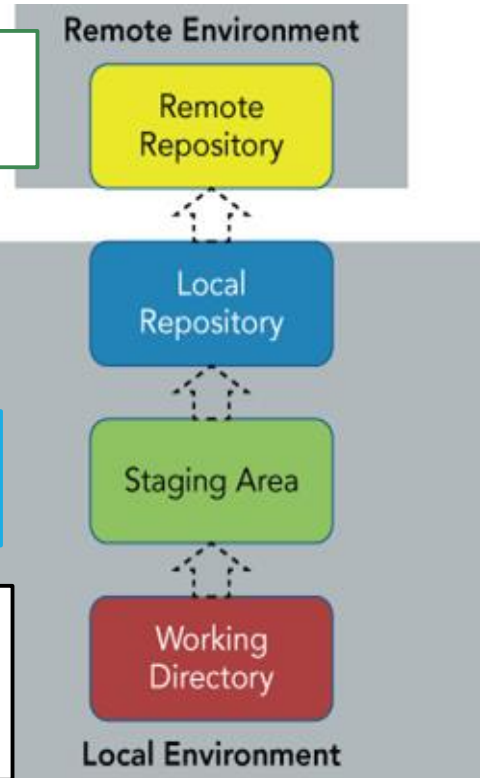 Remote Environment
Remote
Repository
Local
Repository
Staging Area
Working
Directory
Local Environment